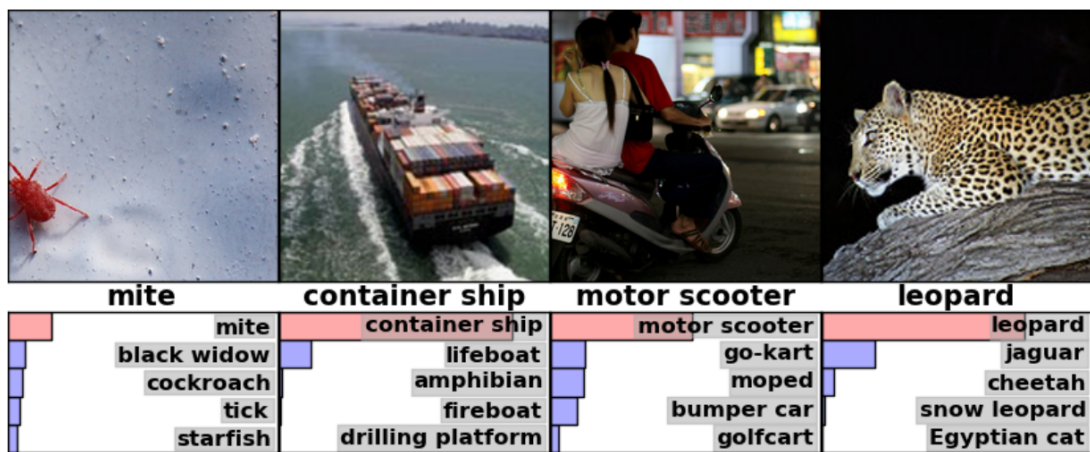 mite
container ship
motor scooter
leopard
mite
black widow
cockroach
tick
starfish
container ship
lifeboat
amphibian
fireboat
drilling platform
motor scooter
go-kart
moped
bumper car
golfcart
leopard
jaguar
cheetah
snow leopard
Egyptian cat